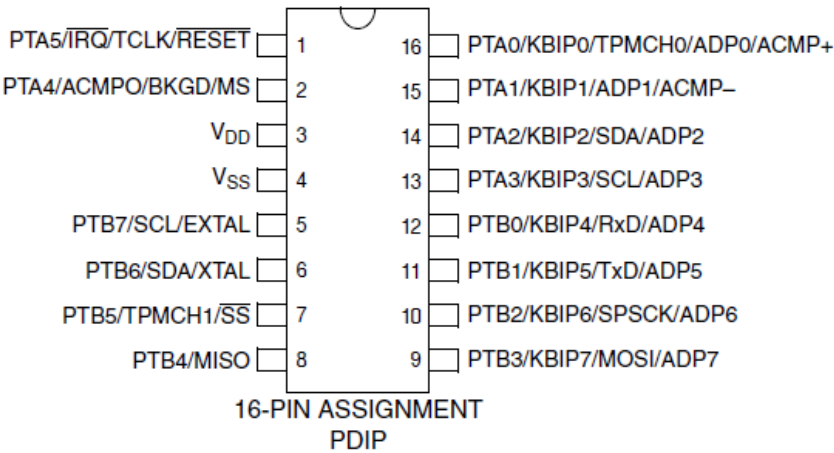 PTA5/IRQ/TCLK/RESET 1 16 PTA0/KBIP0/TPMCH0/ADP0/ACMP+
PTA4/ACMPO/BKGD/MS 2 15 PTA1/KBIP1/ADP1/ACMP–
VDD 3 14 PTA2/KBIP2/SDA/ADP2
VSS 4 13 PTA3/KBIP3/SCL/ADP3
PTB7/SCL/EXTAL 5 12 PTB0/KBIP4/RxD/ADP4
PTB6/SDA/XTAL 6 11 PTB1/KBIP5/TxD/ADP5
PTB5/TPMCH1/SS 7 10 PTB2/KBIP6/SPSCK/ADP6
PTB4/MISO 8 9 PTB3/KBIP7/MOSI/ADP7
16-PIN ASSIGNMENT
PDIP